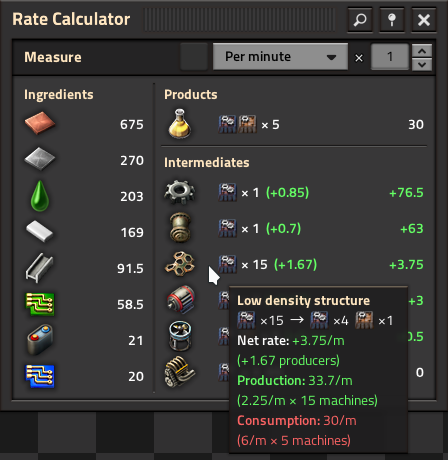 Rate Calculator
Measure
Per minute
× 1
Ingredients
675
270
203
169
91.5
58.5
21
20
Products
× 5 30
Intermediates
× 1 (+0.85) +76.5
× 1 (+0.7) +63
× 15 (+1.67) +3.75
+3
0.5
0
Low density structure
×15 → ×4 ×1
Net rate: +3.75/m
(+1.67 producers)
Production: 33.7/m
(2.25/m × 15 machines)
Consumption: 30/m
(6/m × 5 machines)